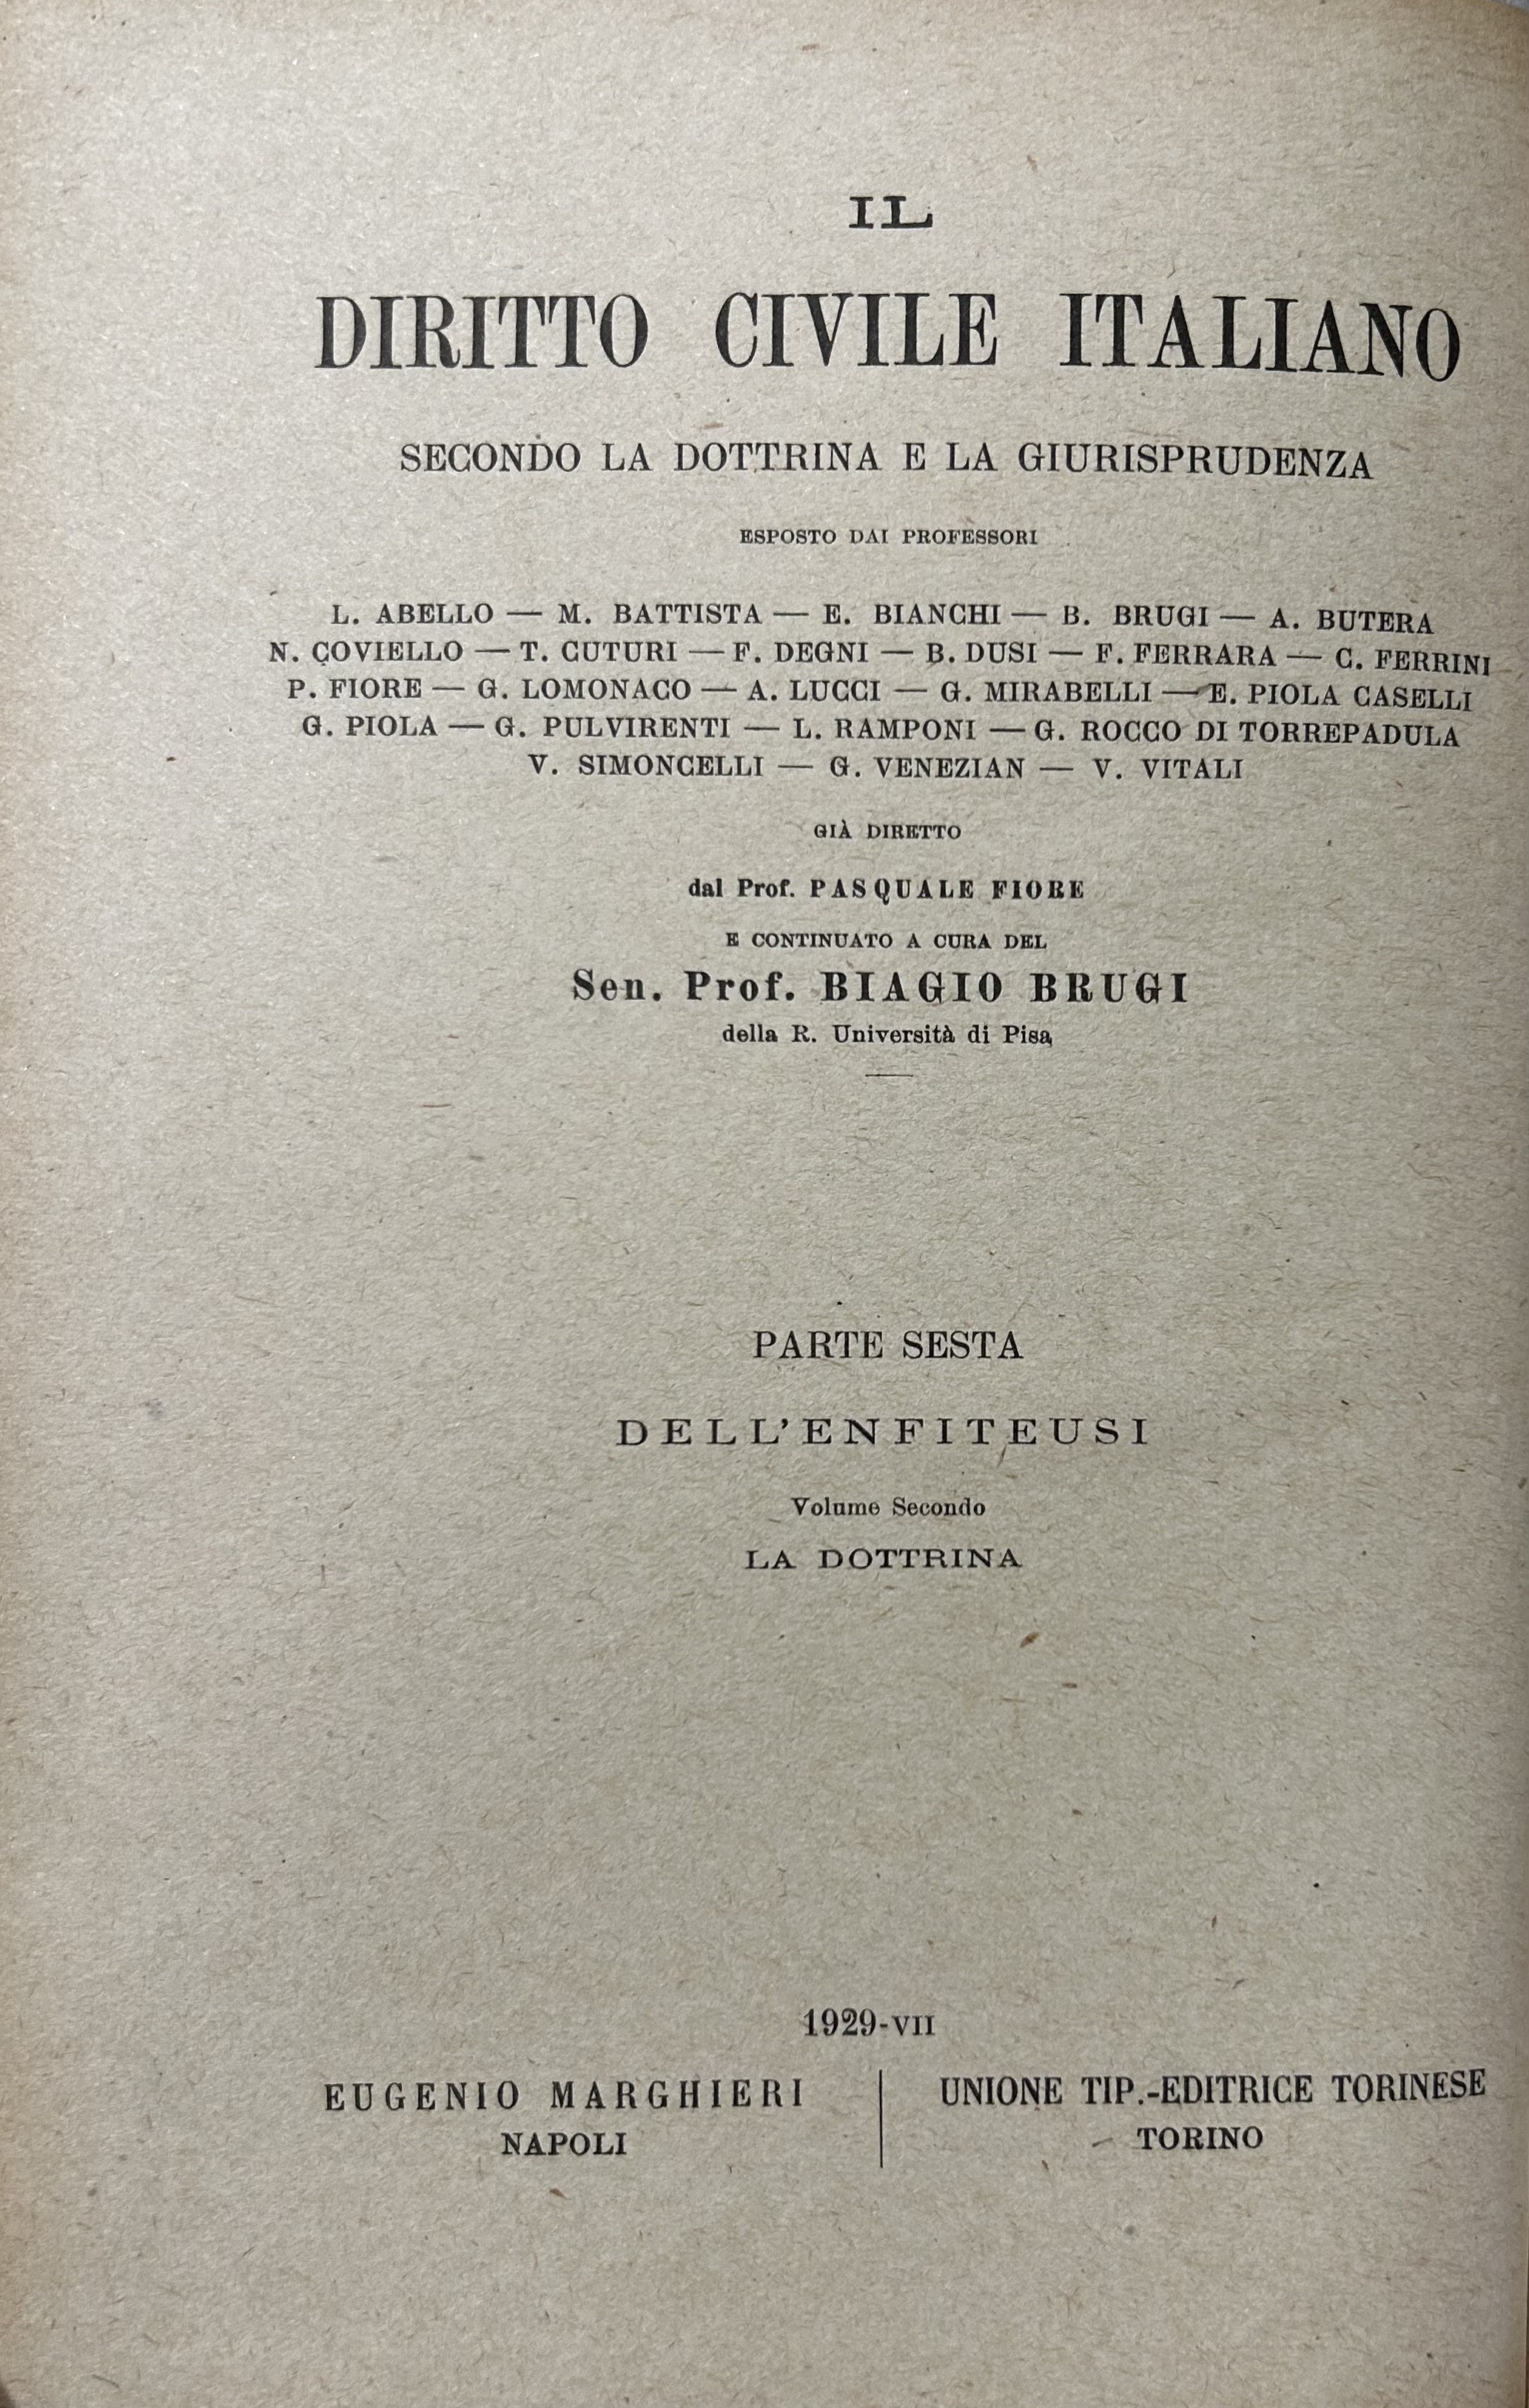 IL
DIRITTO CIVILE ITALIANO
SECONDO LA DOTTRINA E LA GIURISPRUDENZA
ESPOSTO DAI PROFESSORI
L. ABELLO — M. BATTISTA — E. BIANCHI — B. BRUGI — A. BUTERA
N. COVIELLO — T. CUTURI — F. DEGNI — B. DUSI — F. FERRARA — C. FERRINI
P. FIORE — G. LOMONACO — A. LUCCI — G. MIRABELLI — E. PIOLA CASELLI
G. PIOLA — G. PULVIRENTI — L. RAMPONI — G. ROCCO DI TORREPADULA
V. SIMONCELLI — G. VENEZIAN — V. VITALI
GIÀ DIRETTO
dal Prof. PASQUALE FIORE
E CONTINUATO A CURA DEL
Sen. Prof. BIAGIO BRUGI
della R. Università di Pisa
PARTE SESTA
DELL'ENFITEUSI
Volume Secondo
LA DOTTRINA
1929-VII
EUGENIO MARGHIERI
NAPOLI
UNIONE TIP.-EDITRICE TORINESE
TORINO